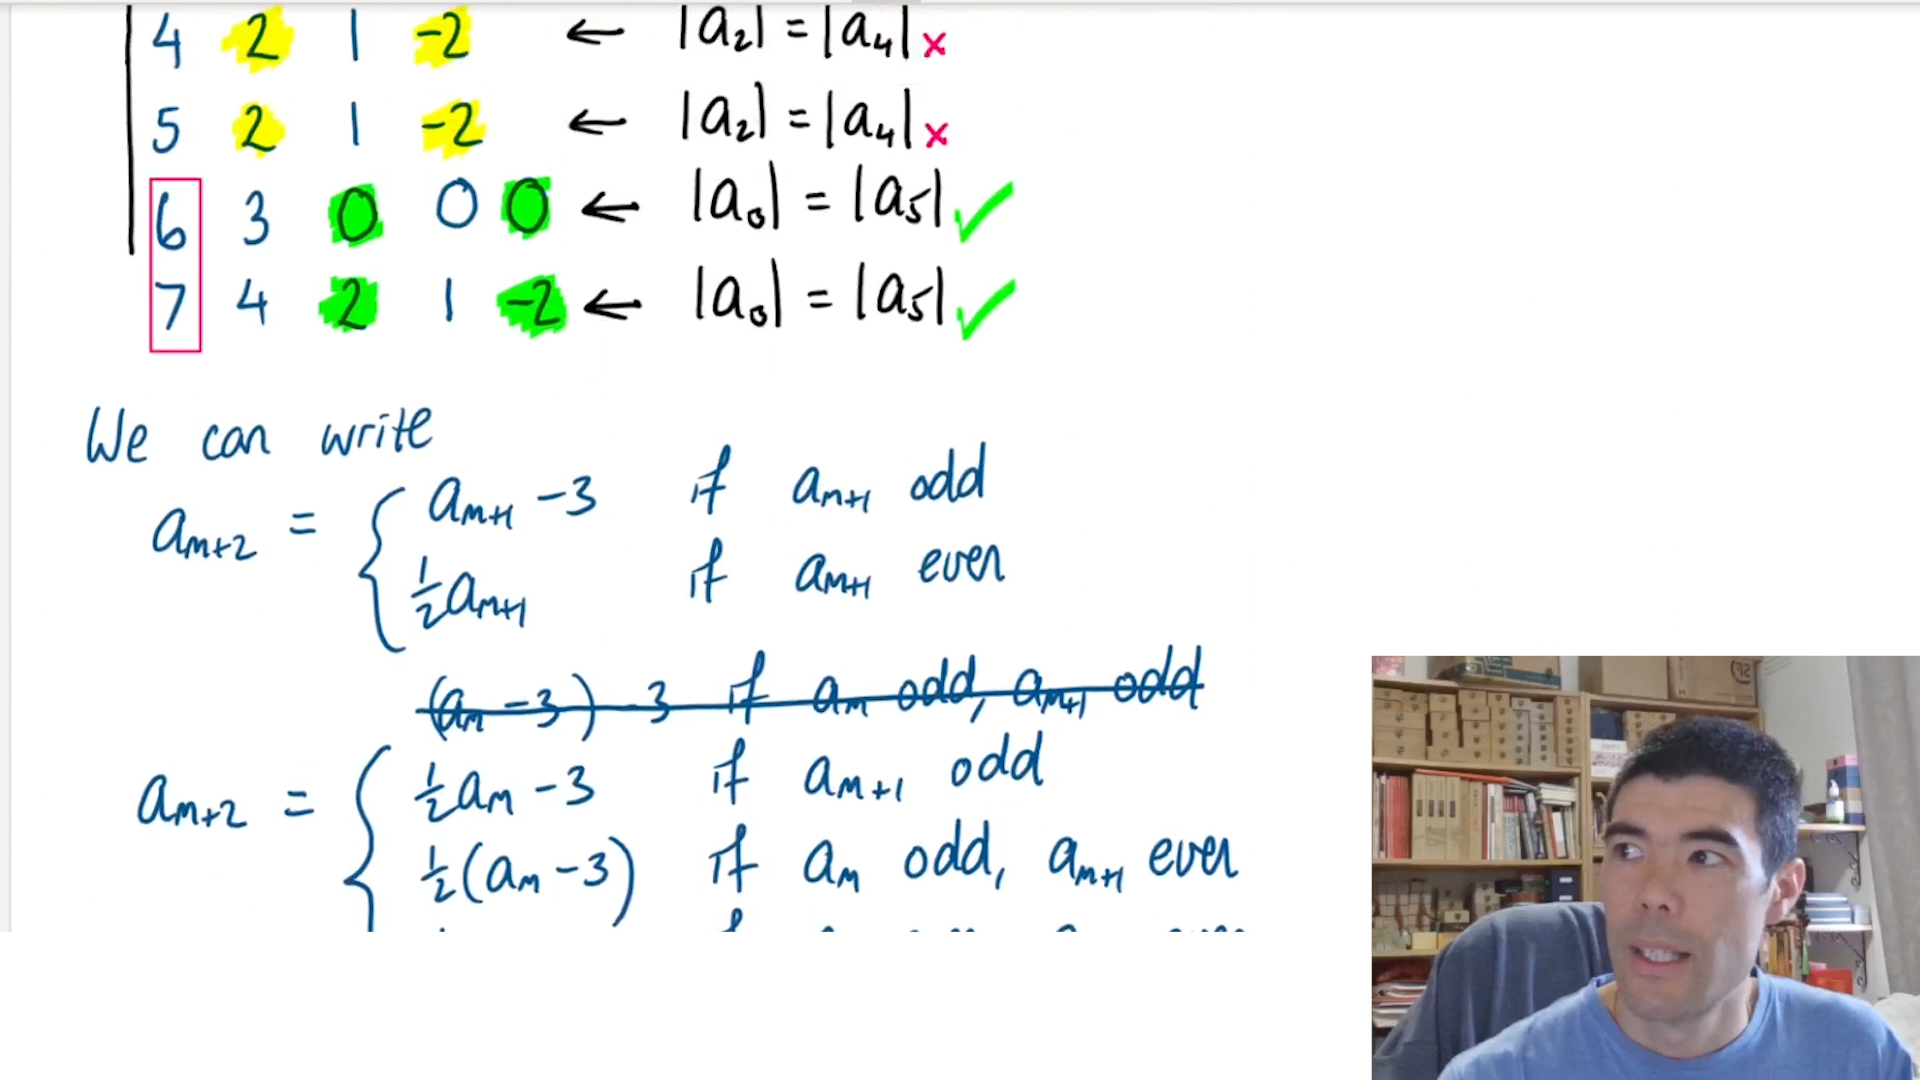 4 2 1 -2 ← |a₂| = |a₄| ×
5 2 1 -2 ← |a₂| = |a₄| ×
6 3 0 0 0 ← |a₀| = |a₅| ✓
7 4 2 1 -2 ← |a₀| = |a₅| ✓
We can write
aₘ₊₂ = { aₘ₊₁ -3 if aₘ₊₁ odd
½aₘ₊₁ if aₘ₊₁ even
(aₘ -3) -3 if aₘ odd, aₘ₊₁ odd
aₘ₊₂ = { ½aₘ -3 if aₘ₊₁ odd
½(aₘ -3) if aₘ odd, aₘ₊₁ even